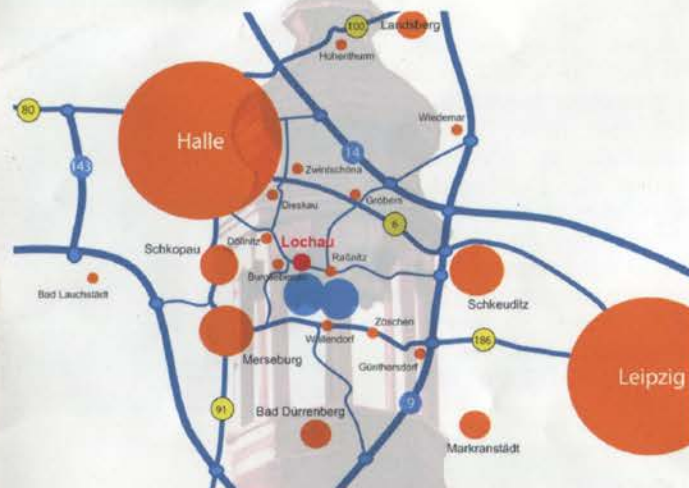 100
Landsberg
Hohenthurm
80
Halle
Wiedemar
143
14
Zwintschöna
Dieskau
Gröbers
6
Döllnitz
Lochau
Schkopau
Burgliebenau
Raßnitz
Bad Lauchstädt
Schkeuditz
Wallendorf
Zöschen
186
Merseburg
Günthersdorf
Leipzig
91
Bad Dürrenberg
9
Markranstädt